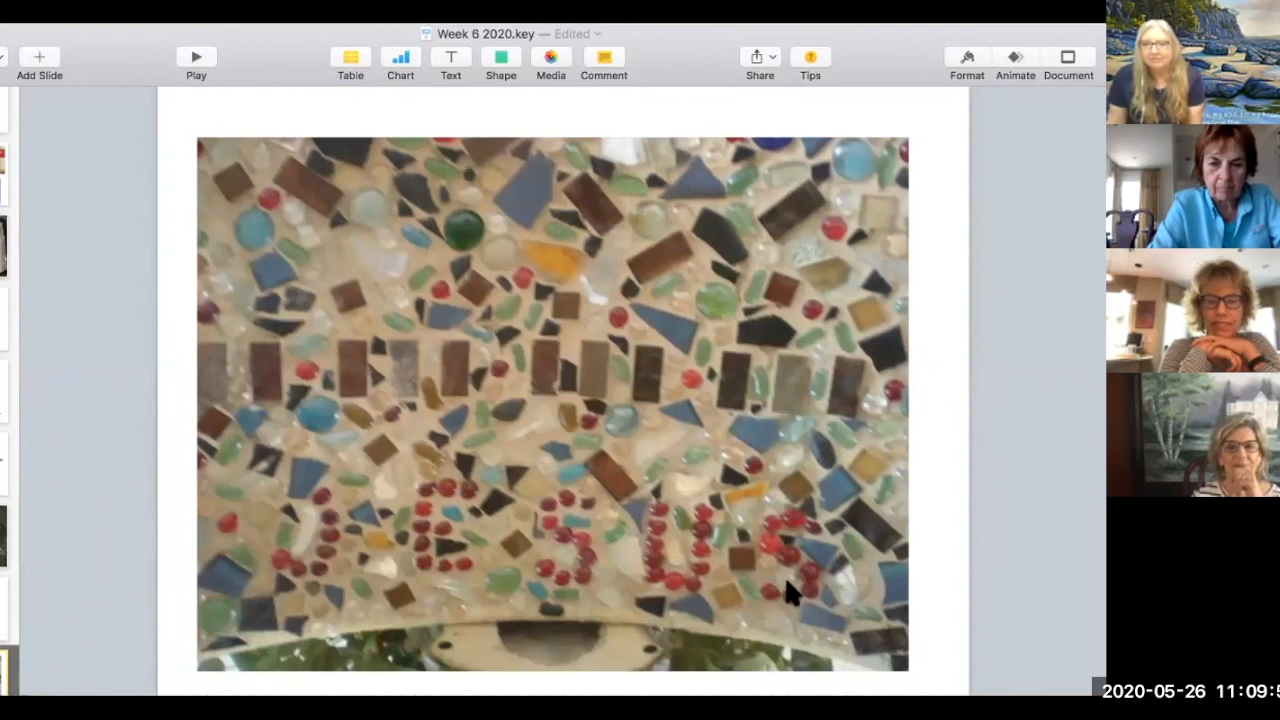 Week 6 2020.key — Edited
Add Slide
Play
Table
Chart
Text
Shape
Media
Comment
Share
Tips
Format
Animate
Document
JESUS
2020-05-26 11:09:5